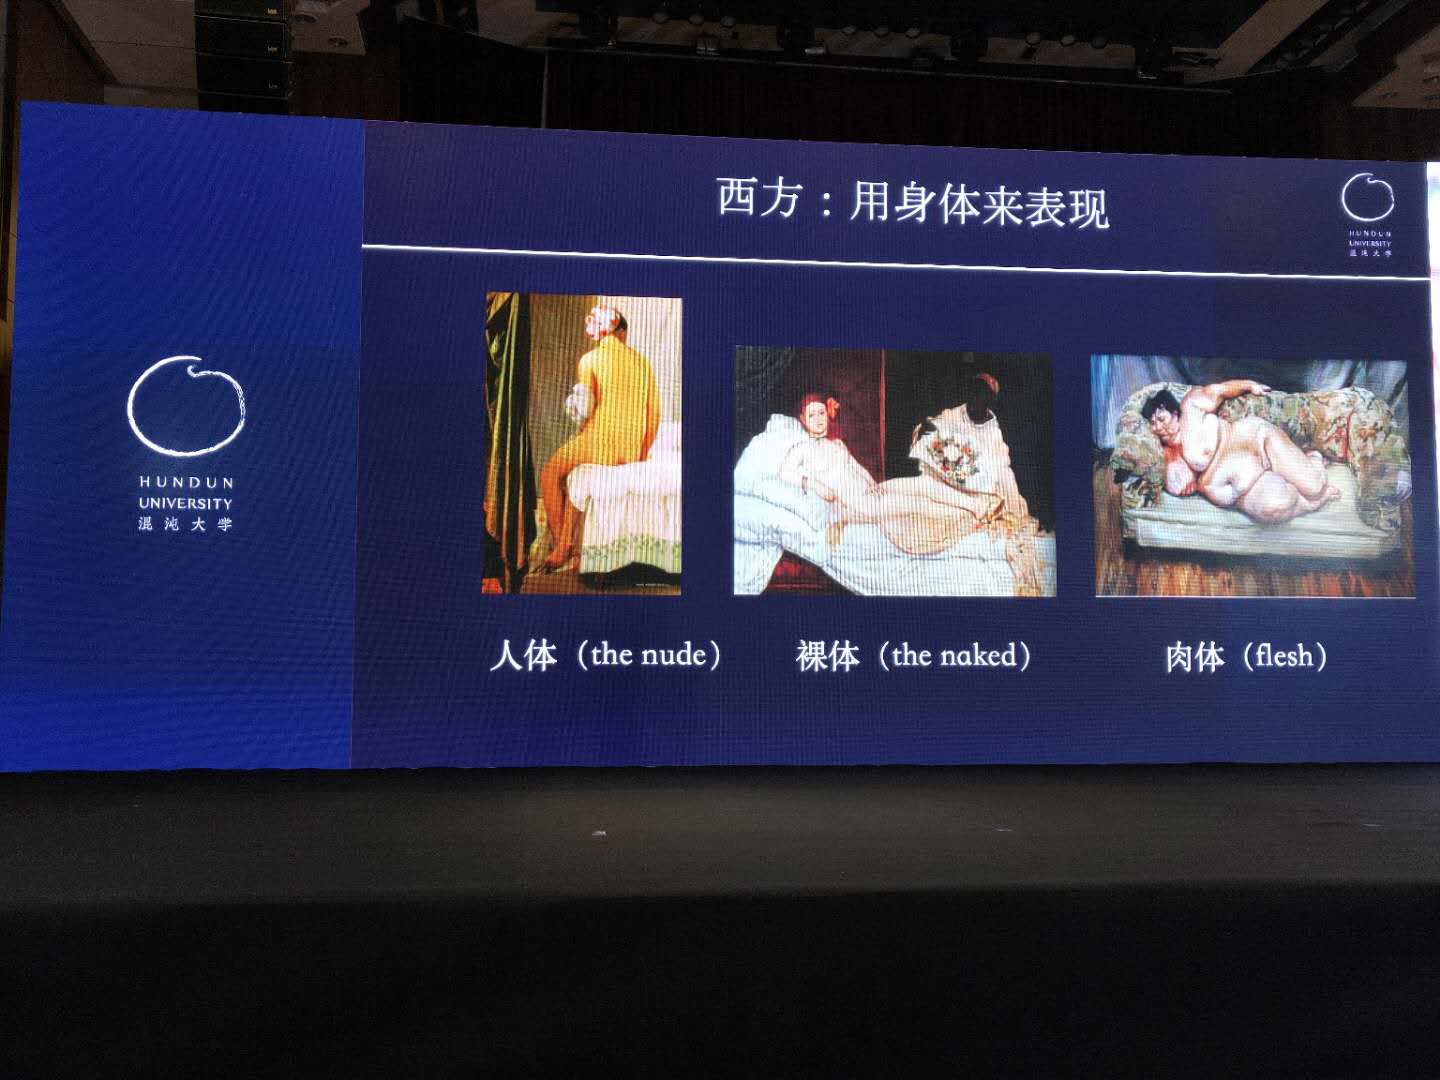 西方：用身体来表现
HUNDUN
UNIVERSITY
混沌大学
HUNDUN
UNIVERSITY
混沌大学
人体（the nude）
裸体（the naked）
肉体（flesh）